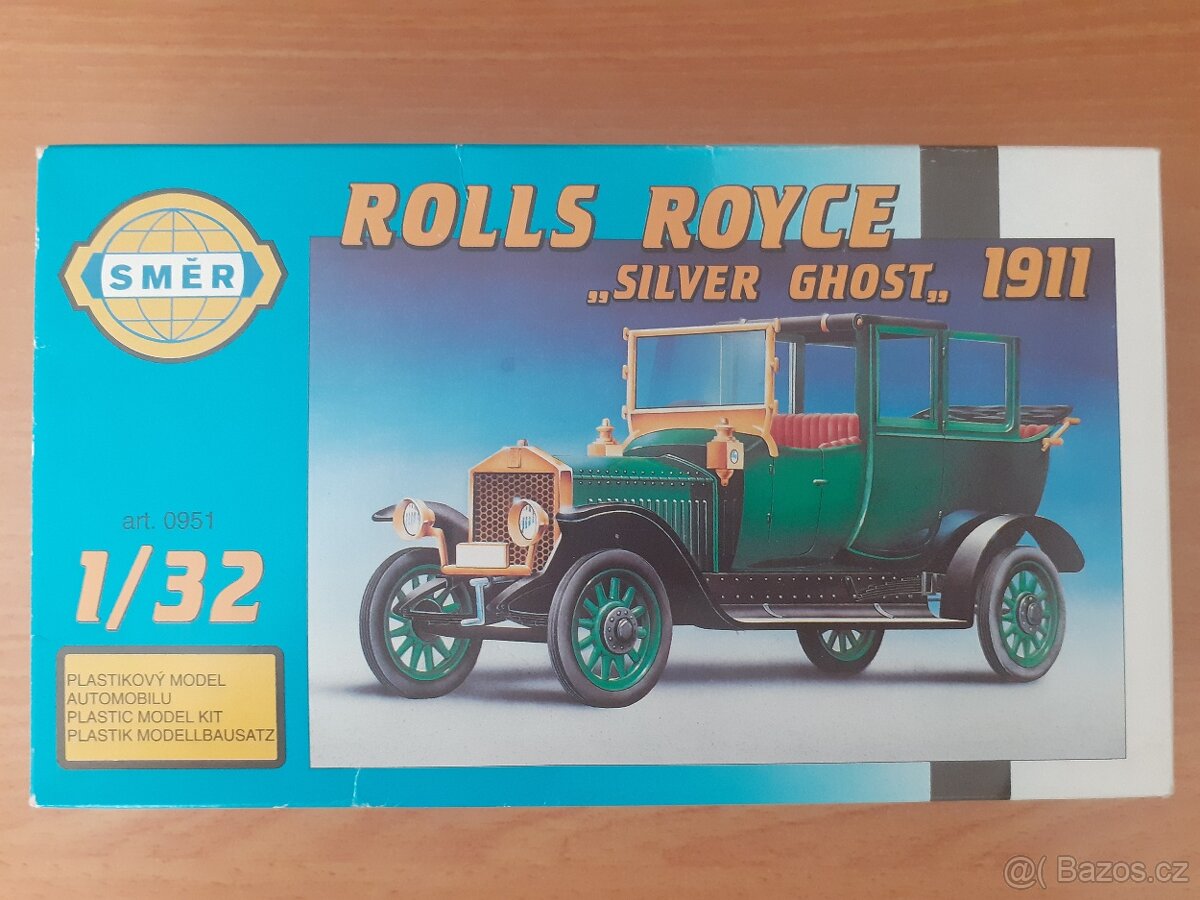 ROLLS ROYCE
„SILVER GHOST„ 1911
SMĚR
art. 0951
1/32
PLASTIKOVÝ MODEL
AUTOMOBILU
PLASTIC MODEL KIT
PLASTIK MODELLBAUSATZ
@( Bazos.cz